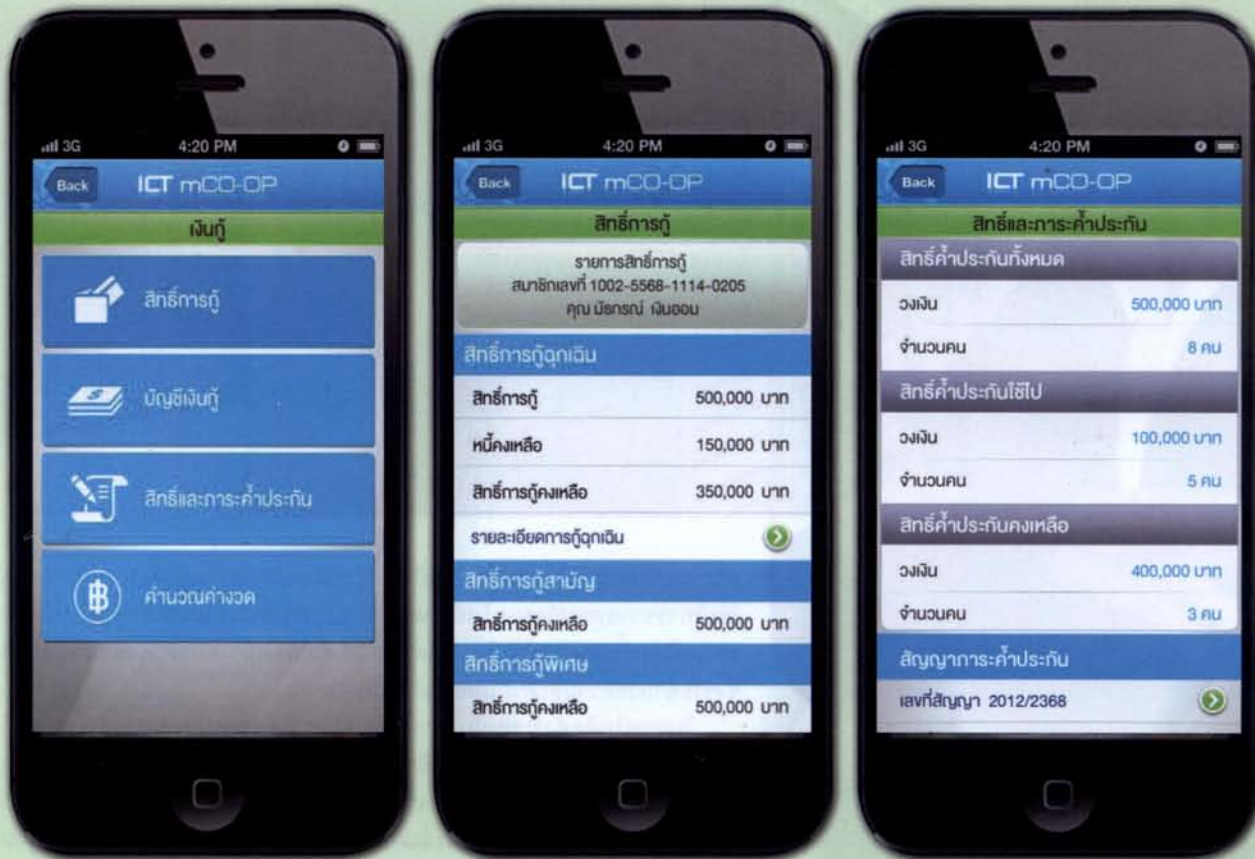 3G 4:20 PM
Back ICT mCO-OP
เงินกู้
สิทธิ์การกู้
บัญชีเงินกู้
สิทธิ์และภาระค้ำประกัน
คำนวณค่างวด
3G 4:20 PM
Back ICT mCO-OP
สิทธิ์การกู้
รายการสิทธิ์การกู้
สมาชิกเลขที่ 1002-5568-1114-0205
คุณ มัธกรณ์ เงินออน
สิทธิ์การกู้ฉุกเฉิน
สิทธิ์การกู้ 500,000 บาท
หนี้คงเหลือ 150,000 บาท
สิทธิ์การกู้คงเหลือ 350,000 บาท
รายละเอียดการกู้ฉุกเฉิน
สิทธิ์การกู้สามัญ
สิทธิ์การกู้คงเหลือ 500,000 บาท
สิทธิ์การกู้พิเศษ
สิทธิ์การกู้คงเหลือ 500,000 บาท
3G 4:20 PM
Back ICT mCO-OP
สิทธิ์และภาระค้ำประกัน
สิทธิ์ค้ำประกันทั้งหมด
วงเงิน 500,000 บาท
จำนวนคน 8 คน
สิทธิ์ค้ำประกันใช้ไป
วงเงิน 100,000 บาท
จำนวนคน 5 คน
สิทธิ์ค้ำประกันคงเหลือ
วงเงิน 400,000 บาท
จำนวนคน 3 คน
สัญญาภาระค้ำประกัน
เลขที่สัญญา 2012/2368